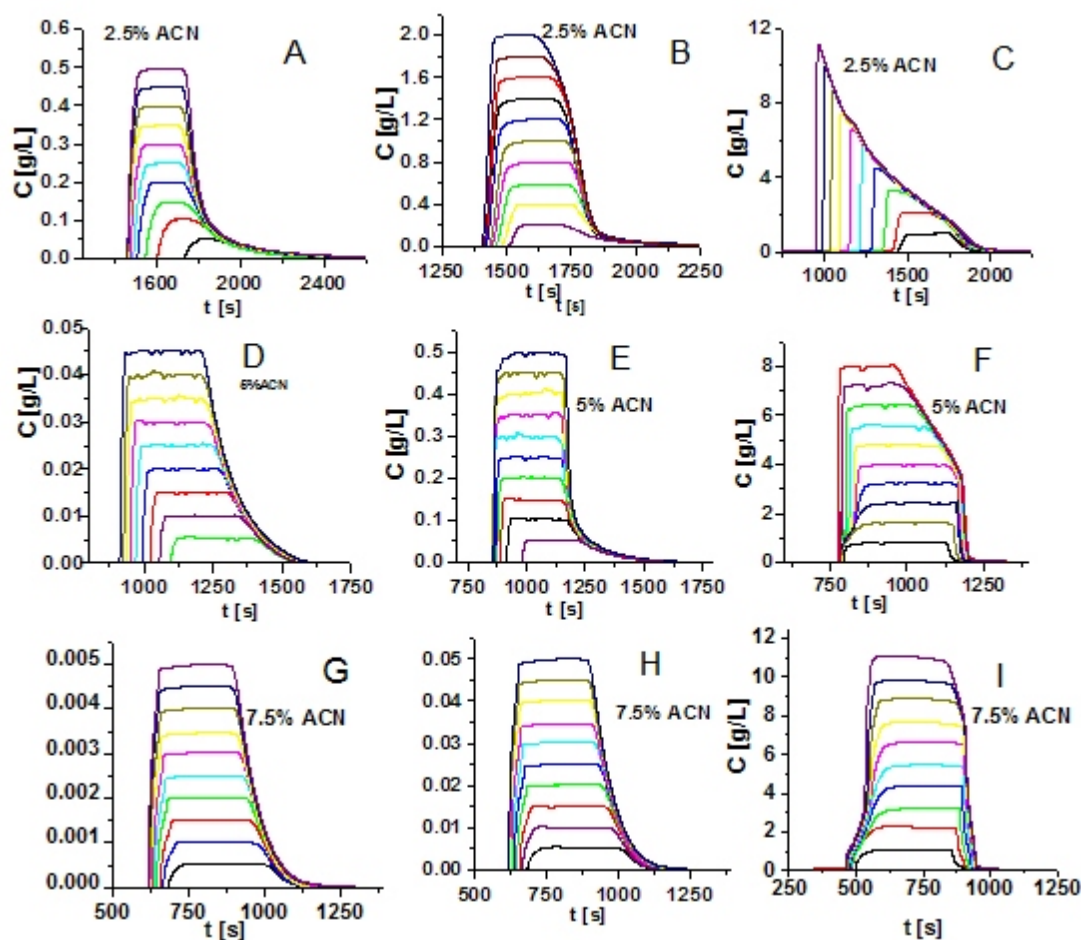 0.6
0.5
0.4
0.3
0.2
0.1
0.0
C [g/L]
2.5% ACN
A
1600 2000 2400
t [s]
2.0
1.6
1.2
0.8
0.4
0.0
C [g/L]
2.5% ACN
B
1250 1500 1750 2000 2250
t [s]
t [s]
12
8
4
0
C [g/L]
2.5% ACN
C
1000 1500 2000
t [s]
0.05
0.04
0.03
0.02
0.01
0.00
C [g/L]
D
5%ACN
1000 1250 1500 1750
t [s]
0.5
0.4
0.3
0.2
0.1
0.0
C [g/L]
E
5% ACN
750 1000 1250 1500 1750
t [s]
8
6
4
2
0
C [g/L]
F
5% ACN
750 1000 1250
t [s]
0.005
0.004
0.003
0.002
0.001
0.000
C [g/L]
G
7.5% ACN
500 750 1000 1250
t [s]
0.05
0.04
0.03
0.02
0.01
0.00
C [g/L]
H
7.5% ACN
500 750 1000 1250
t [s]
12
10
8
6
4
2
0
C [g/L]
I
7.5% ACN
250 500 750 1000 1250
t [s]